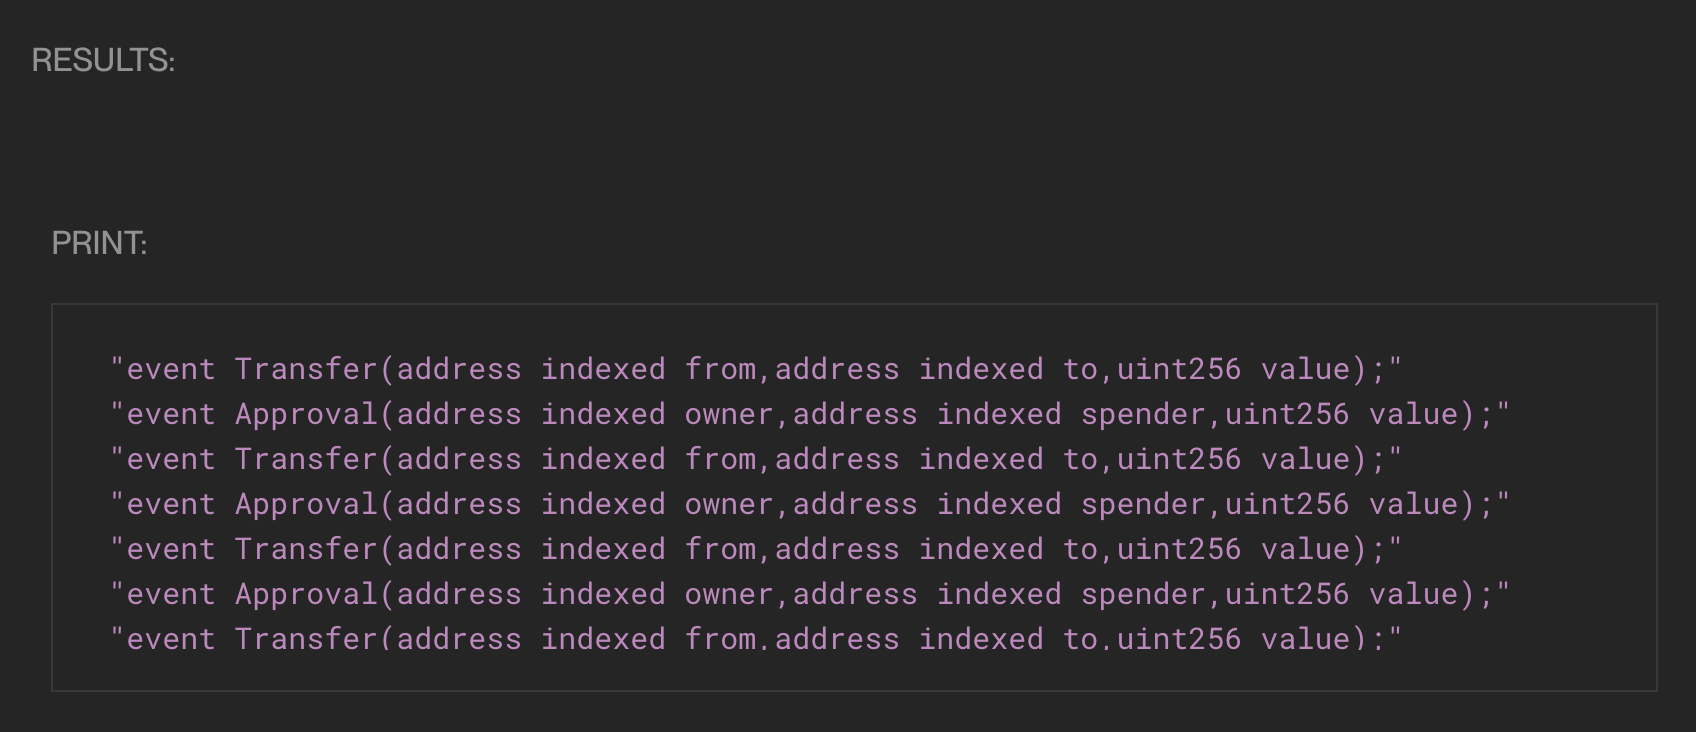 RESULTS:
PRINT:
"event Transfer(address indexed from,address indexed to,uint256 value);"
"event Approval(address indexed owner,address indexed spender,uint256 value);"
"event Transfer(address indexed from,address indexed to,uint256 value);"
"event Approval(address indexed owner,address indexed spender,uint256 value);"
"event Transfer(address indexed from,address indexed to,uint256 value);"
"event Approval(address indexed owner,address indexed spender,uint256 value);"
"event Transfer(address indexed from,address indexed to,uint256 value);"